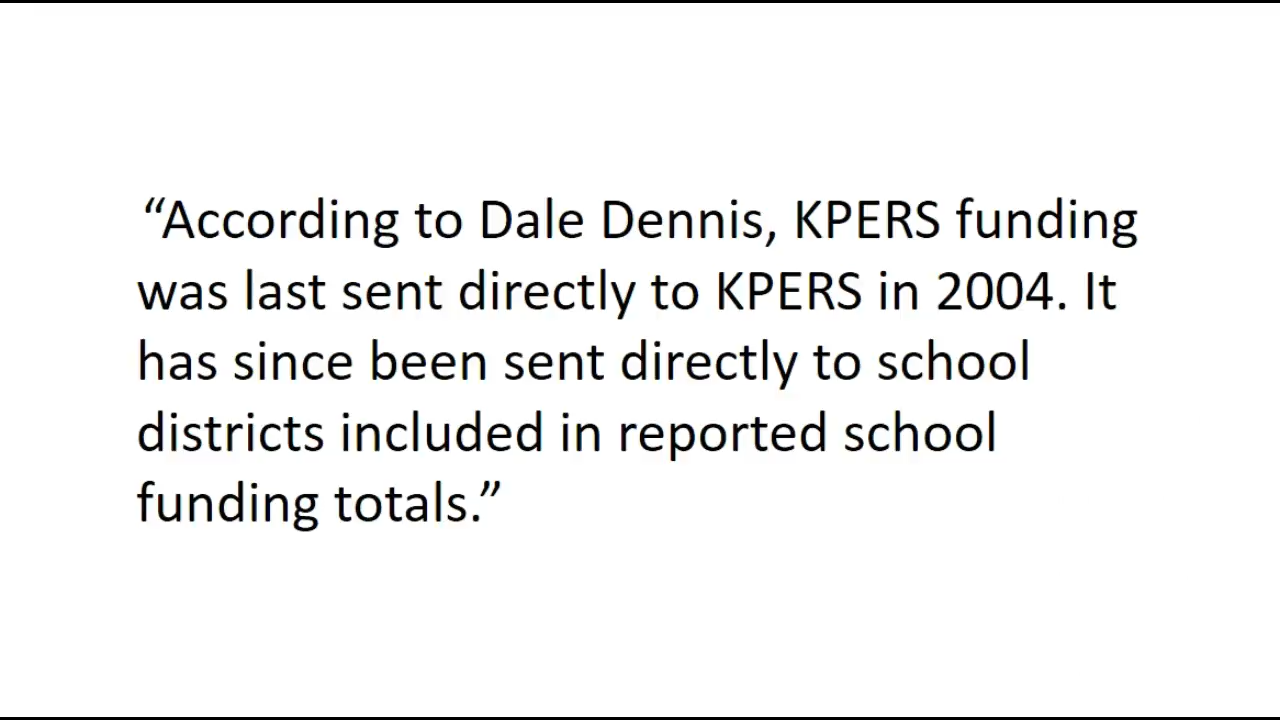 “According to Dale Dennis, KPERS funding
was last sent directly to KPERS in 2004. It
has since been sent directly to school
districts included in reported school
funding totals.”